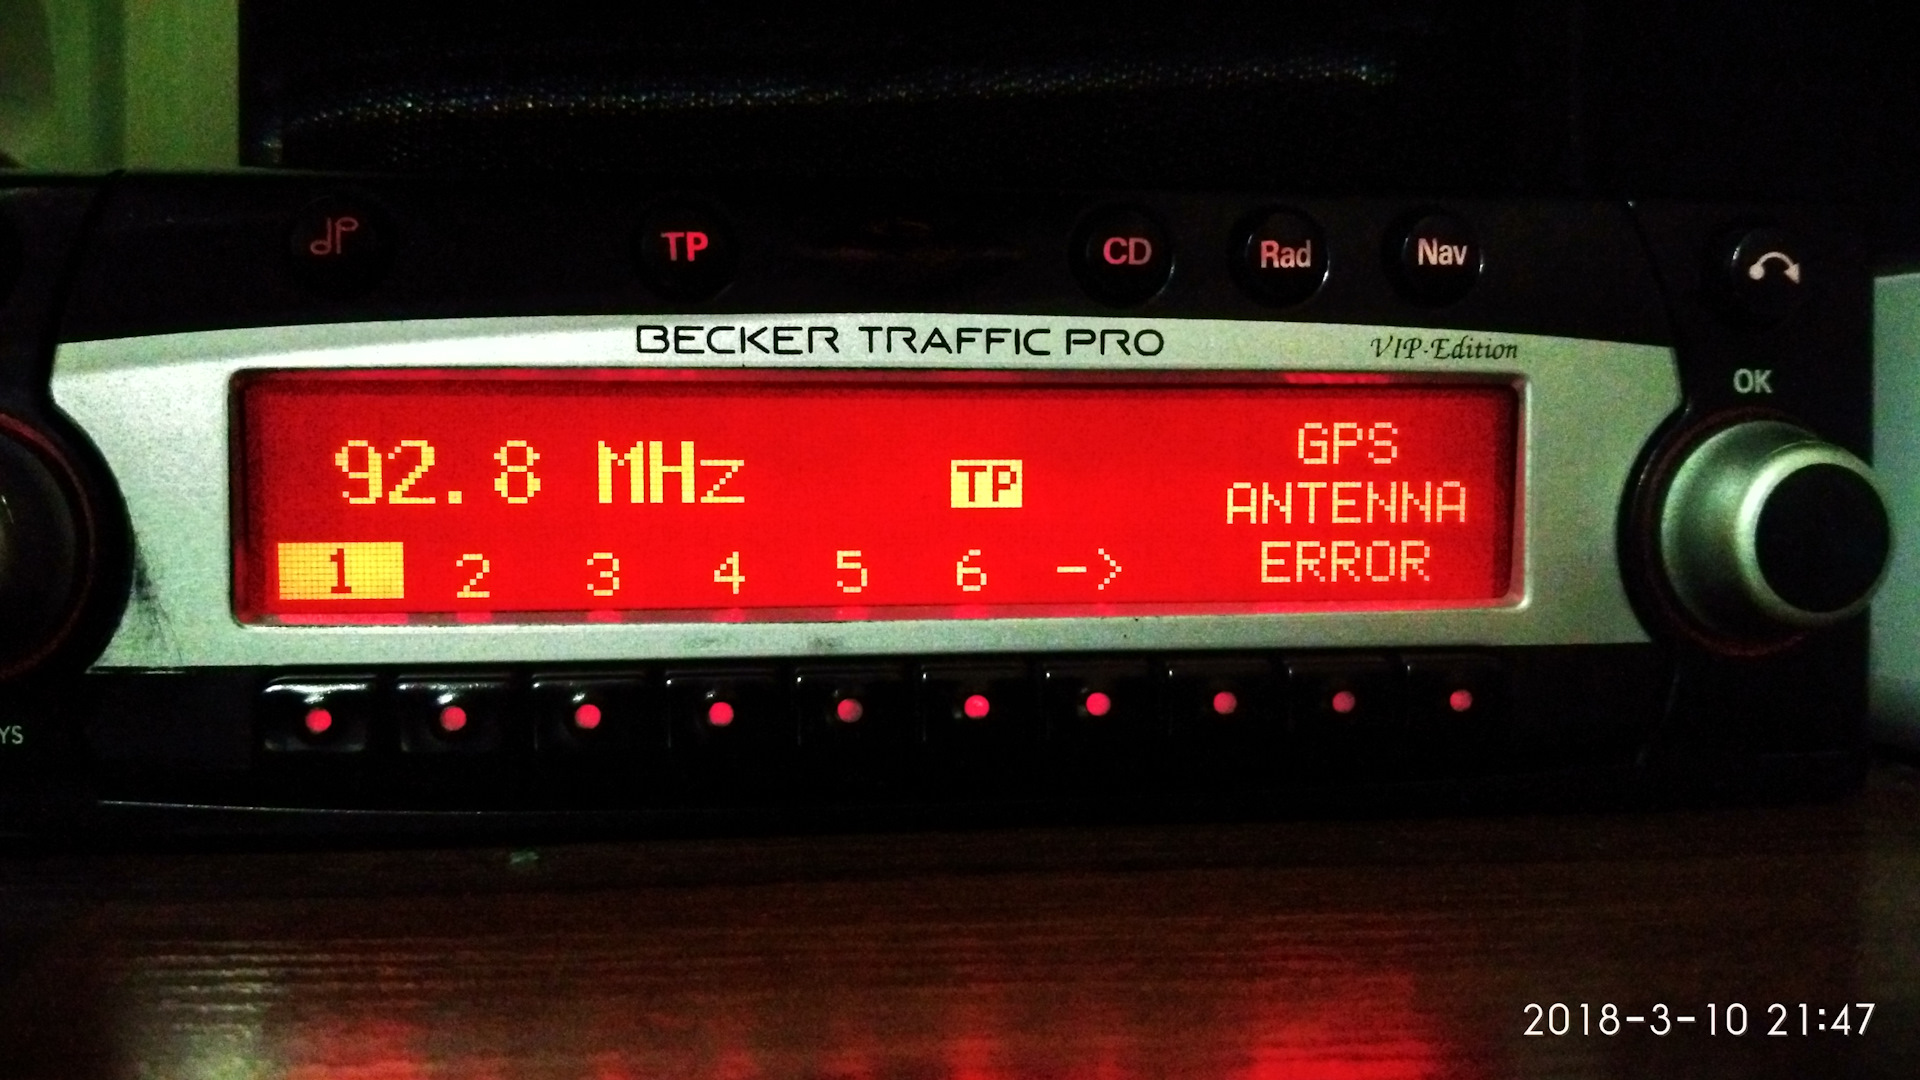 TP
CD
Rad
Nav
BECKER TRAFFIC PRO
VIP-Edition
OK
92.8 MHz
TP
GPS
ANTENNA
ERROR
1 2 3 4 5 6 ->
YS
2018-3-10 21:47